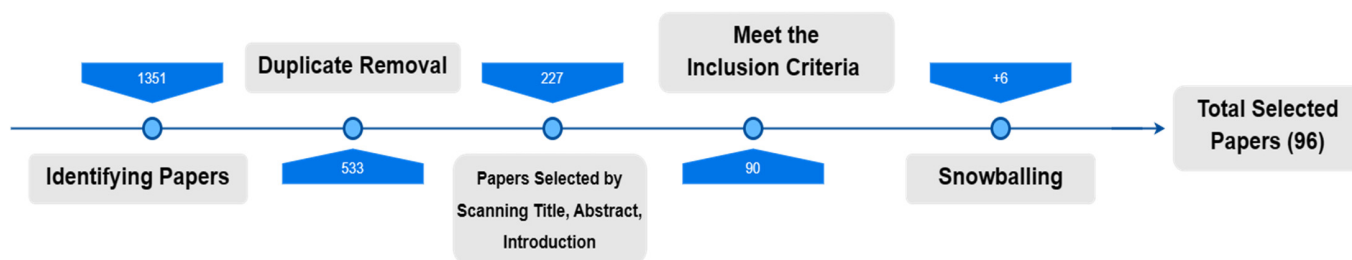 1351
Identifying Papers
Duplicate Removal
533
227
Papers Selected by
Scanning Title, Abstract,
Introduction
Meet the
Inclusion Criteria
90
+6
Snowballing
Total Selected
Papers (96)